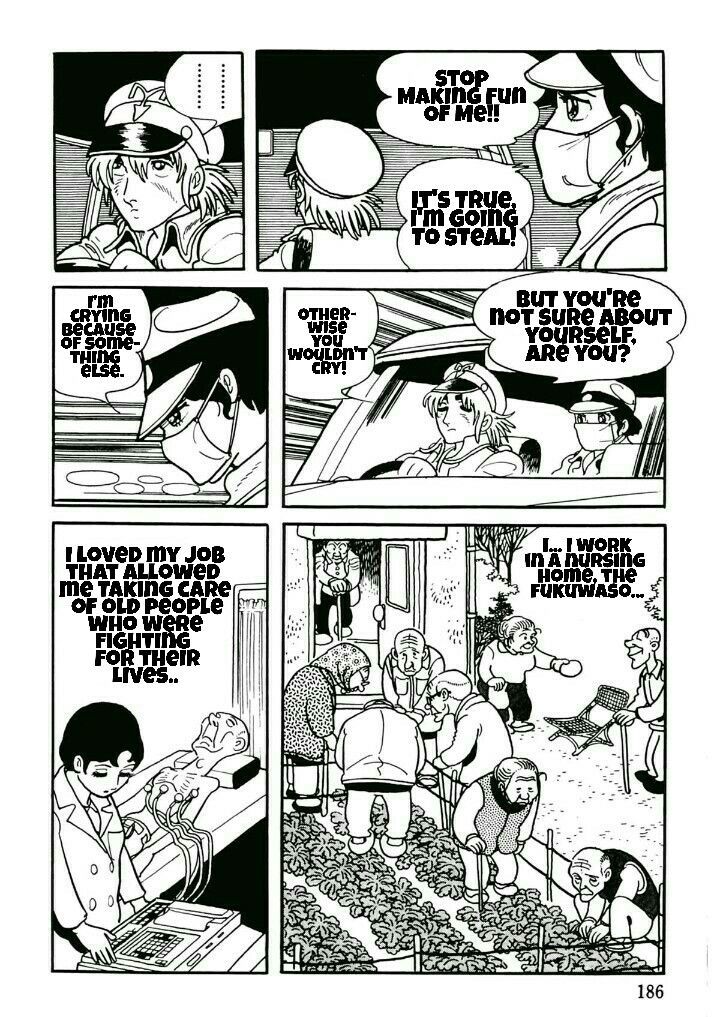 STOP
MAKING FUN
OF ME!!
IT'S TRUE,
I'M GOING
TO STEAL!
......
......
BUT YOU'RE
NOT SURE ABOUT
YOURSELF,
ARE YOU?
OTHER-
WISE
YOU
WOULDN'T
CRY!
I'M
CRYING
BECAUSE
OF SOME-
THING
ELSE.
I... I WORK
IN A NURSING
HOME, THE
FUKUWASO...
I LOVED MY JOB
THAT ALLOWED
ME TAKING CARE
OF OLD PEOPLE
WHO WERE
FIGHTING
FOR THEIR
LIVES..
186